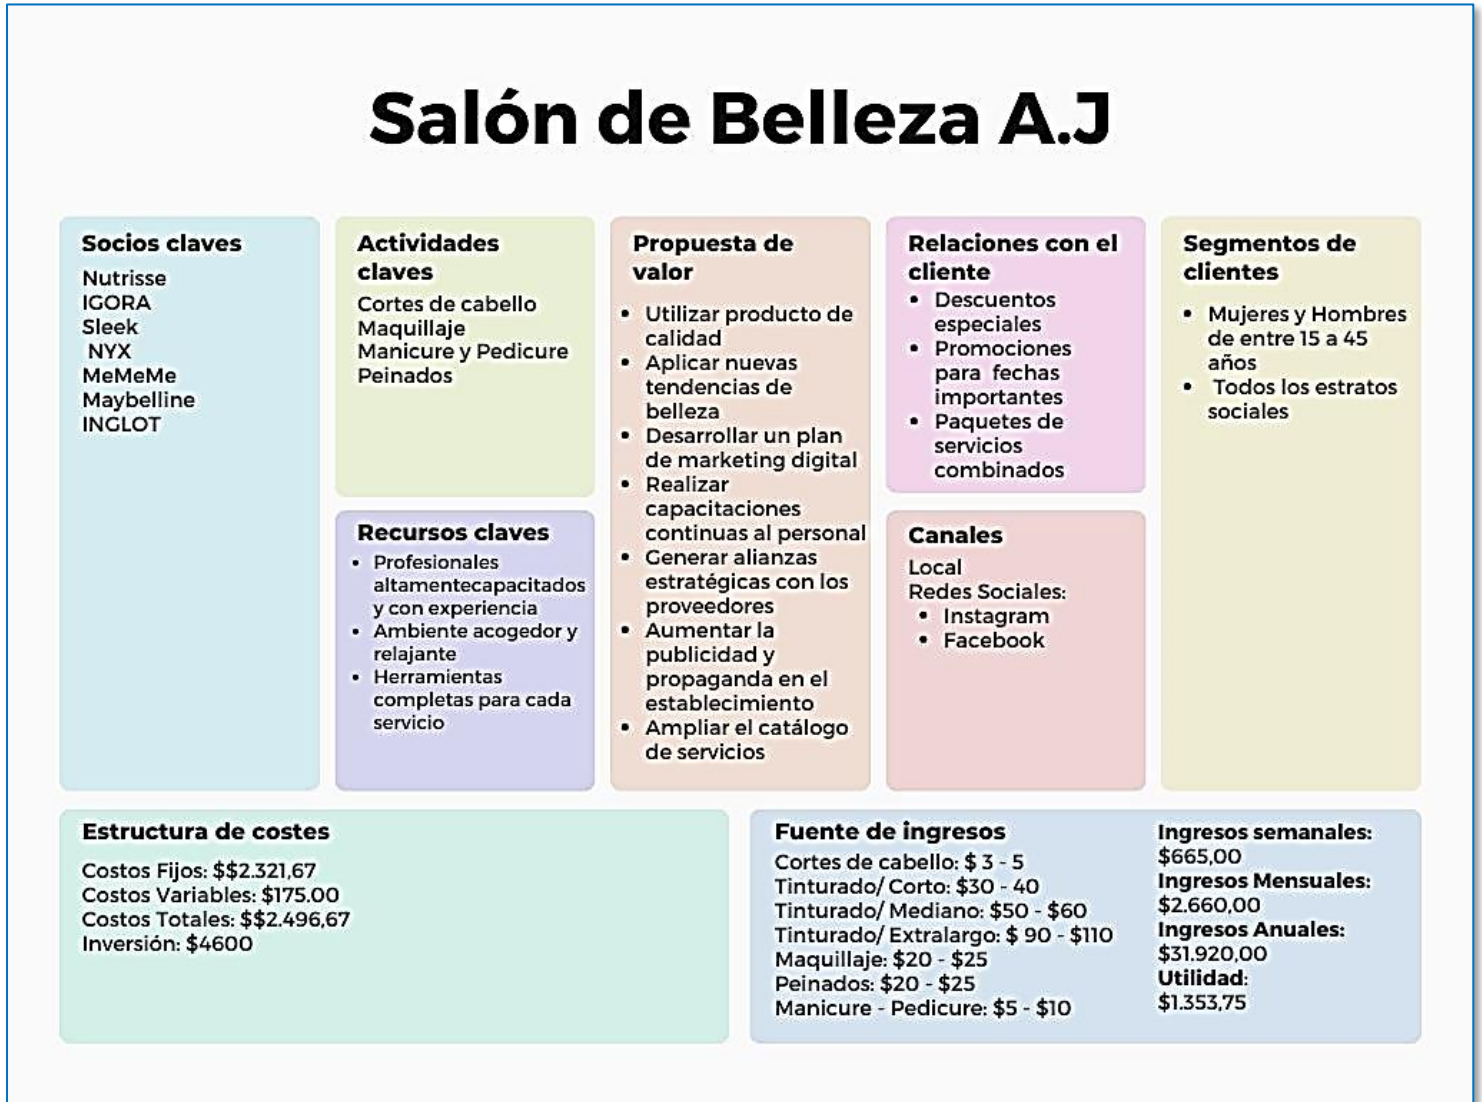 Salón de Belleza A.J
Socios claves
Nutrisse
IGORA
Sleek
NYX
MeMeMe
Maybelline
INGLOT
Actividades
claves
Cortes de cabello
Maquillaje
Manicure y Pedicure
Peinados
Recursos claves
• Profesionales
altamentecapacitados
y con experiencia
• Ambiente acogedor y
relajante
• Herramientas
completas para cada
servicio
Propuesta de
valor
• Utilizar producto de
calidad
• Aplicar nuevas
tendencias de
belleza
• Desarrollar un plan
de marketing digital
• Realizar
capacitaciones
continuas al personal
• Generar alianzas
estratégicas con los
proveedores
• Aumentar la
publicidad y
propaganda en el
establecimiento
• Ampliar el catálogo
de servicios
Relaciones con el
cliente
• Descuentos
especiales
• Promociones
para fechas
importantes
• Paquetes de
servicios
combinados
Canales
Local
Redes Sociales:
• Instagram
• Facebook
Segmentos de
clientes
• Mujeres y Hombres
de entre 15 a 45
años
• Todos los estratos
sociales
Estructura de costes
Costos Fijos: $$2.321,67
Costos Variables: $175.00
Costos Totales: $$2.496,67
Inversión: $4600
Fuente de ingresos
Cortes de cabello: $ 3 - 5
Tinturado/ Corto: $30 - 40
Tinturado/ Mediano: $50 - $60
Tinturado/ Extralargo: $ 90 - $110
Maquillaje: $20 - $25
Peinados: $20 - $25
Manicure - Pedicure: $5 - $10
Ingresos semanales:
$665,00
Ingresos Mensuales:
$2.660,00
Ingresos Anuales:
$31.920,00
Utilidad:
$1.353,75